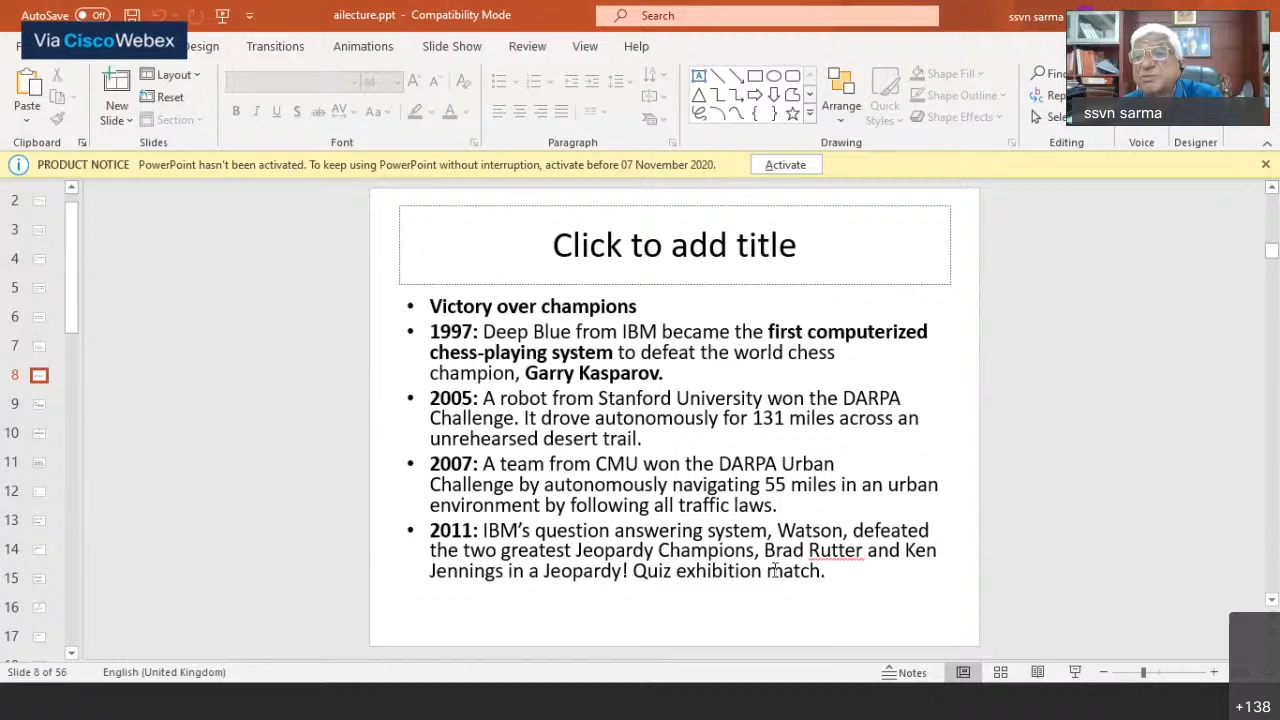 AutoSave Off
ailecture.ppt - Compatibility Mode
Search
ssvn sarma
Via CiscoWebex
Design Transitions Animations Slide Show Review View Help
Paste
New
Slide
Layout
Reset
Section
44
B I U S ab AV Aa A
Arrange
Quick
Styles
Shape Fill
Shape Outline
Shape Effects
ssvn sarma
Clipboard Slides Font Paragraph Drawing Editing Voice Designer
PRODUCT NOTICE PowerPoint hasn't been activated. To keep using PowerPoint without interruption, activate before 07 November 2020. Activate
2
3
4
5
6
7
8
9
10
11
12
13
14
15
16
17
Click to add title
• Victory over champions
• 1997: Deep Blue from IBM became the first computerized
chess-playing system to defeat the world chess
champion, Garry Kasparov.
• 2005: A robot from Stanford University won the DARPA
Challenge. It drove autonomously for 131 miles across an
unrehearsed desert trail.
• 2007: A team from CMU won the DARPA Urban
Challenge by autonomously navigating 55 miles in an urban
environment by following all traffic laws.
• 2011: IBM's question answering system, Watson, defeated
the two greatest Jeopardy Champions, Brad Rutter and Ken
Jennings in a Jeopardy! Quiz exhibition match.
Slide 8 of 56 English (United Kingdom) Notes
+138